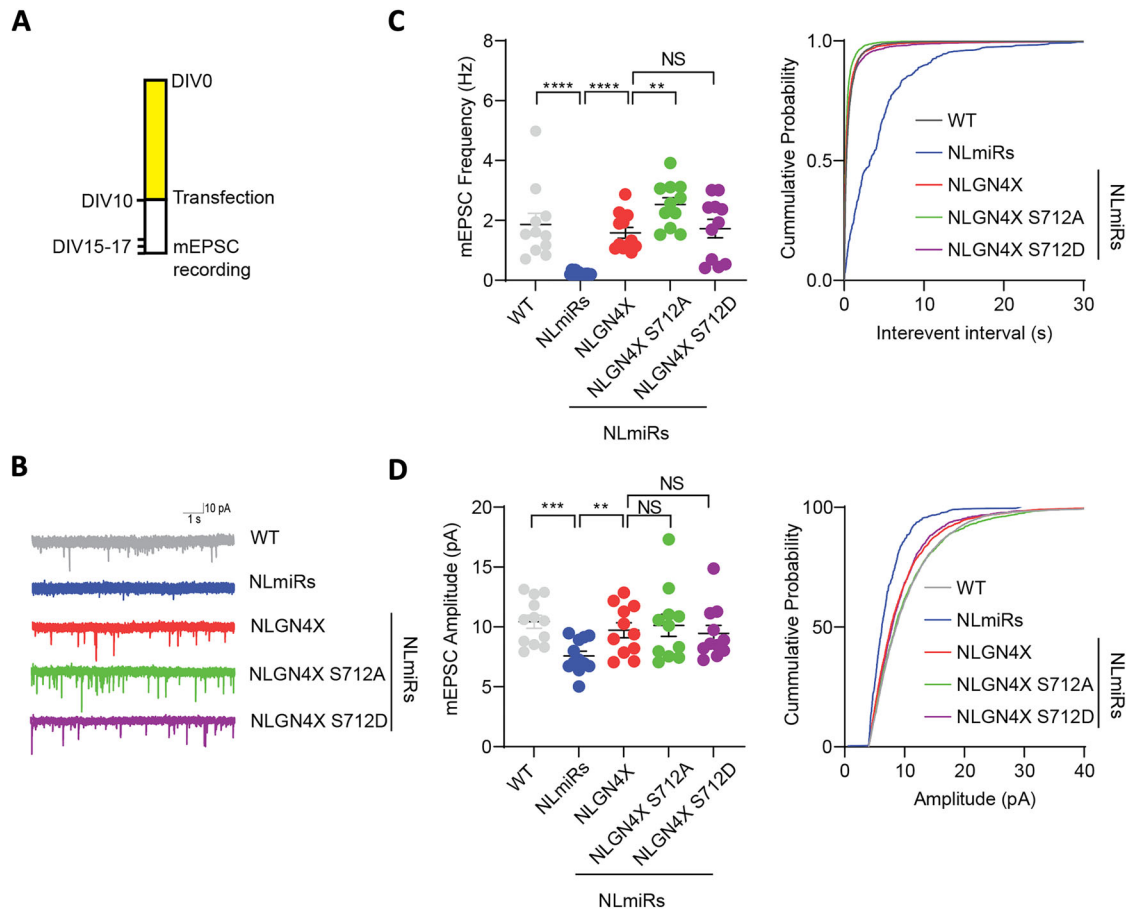 A
DIV0
DIV10
Transfection
DIV15-17
mEPSC
recording
B
10 pA
1 s
WT
NLmiRs
NLGN4X
NLGN4X S712A
NLGN4X S712D
NLmiRs
C
mEPSC Frequency (Hz)
8
6
4
2
0
****
****
**
NS
WT
NLmiRs
NLGN4X
NLGN4X S712A
NLGN4X S712D
NLmiRs
Cummulative Probability
1.0
0.5
0.0
0
10
20
30
Interevent interval (s)
WT
NLmiRs
NLGN4X
NLGN4X S712A
NLGN4X S712D
NLmiRs
D
mEPSC Amplitude (pA)
20
15
10
5
0
***
**
NS
NS
WT
NLmiRs
NLGN4X
NLGN4X S712A
NLGN4X S712D
NLmiRs
Cummulative Probability
100
50
0
0
10
20
30
40
Amplitude (pA)
WT
NLmiRs
NLGN4X
NLGN4X S712A
NLGN4X S712D
NLmiRs